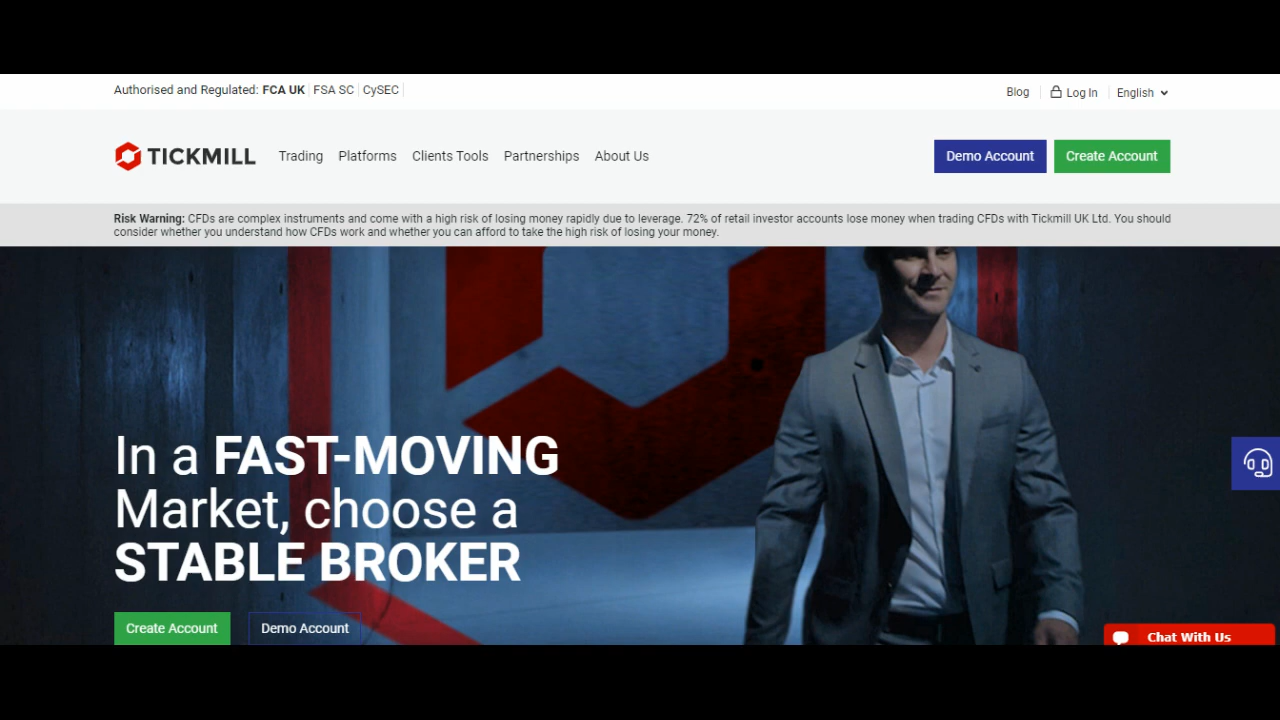 Authorised and Regulated: FCA UK FSA SC CySEC
Blog Log In English
TICKMILL Trading Platforms Clients Tools Partnerships About Us Demo Account Create Account
Risk Warning: CFDs are complex instruments and come with a high risk of losing money rapidly due to leverage. 72% of retail investor accounts lose money when trading CFDs with Tickmill UK Ltd. You should
consider whether you understand how CFDs work and whether you can afford to take the high risk of losing your money.
In a FAST-MOVING
Market, choose a
STABLE BROKER
Create Account Demo Account
Chat With Us